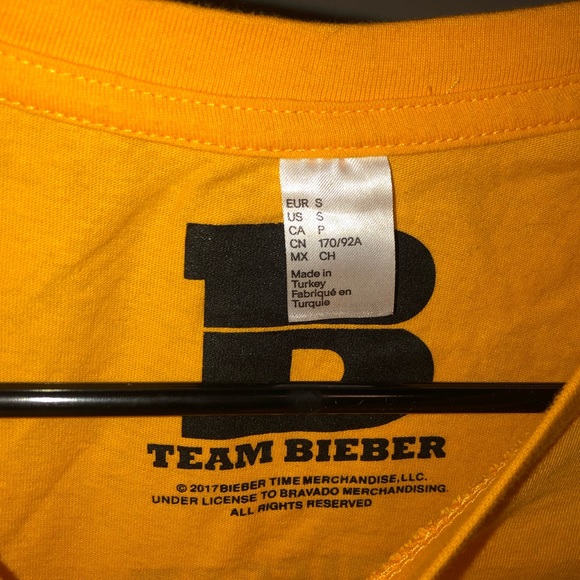 EUR S
US S
CA P
CN 170/92A
MX CH
Made in
Turkey
Fabriqué en
Turquie
B
TEAM BIEBER
© 2017 BIEBER TIME MERCHANDISE, LLC.
UNDER LICENSE TO BRAVADO MERCHANDISING.
ALL RIGHTS RESERVED